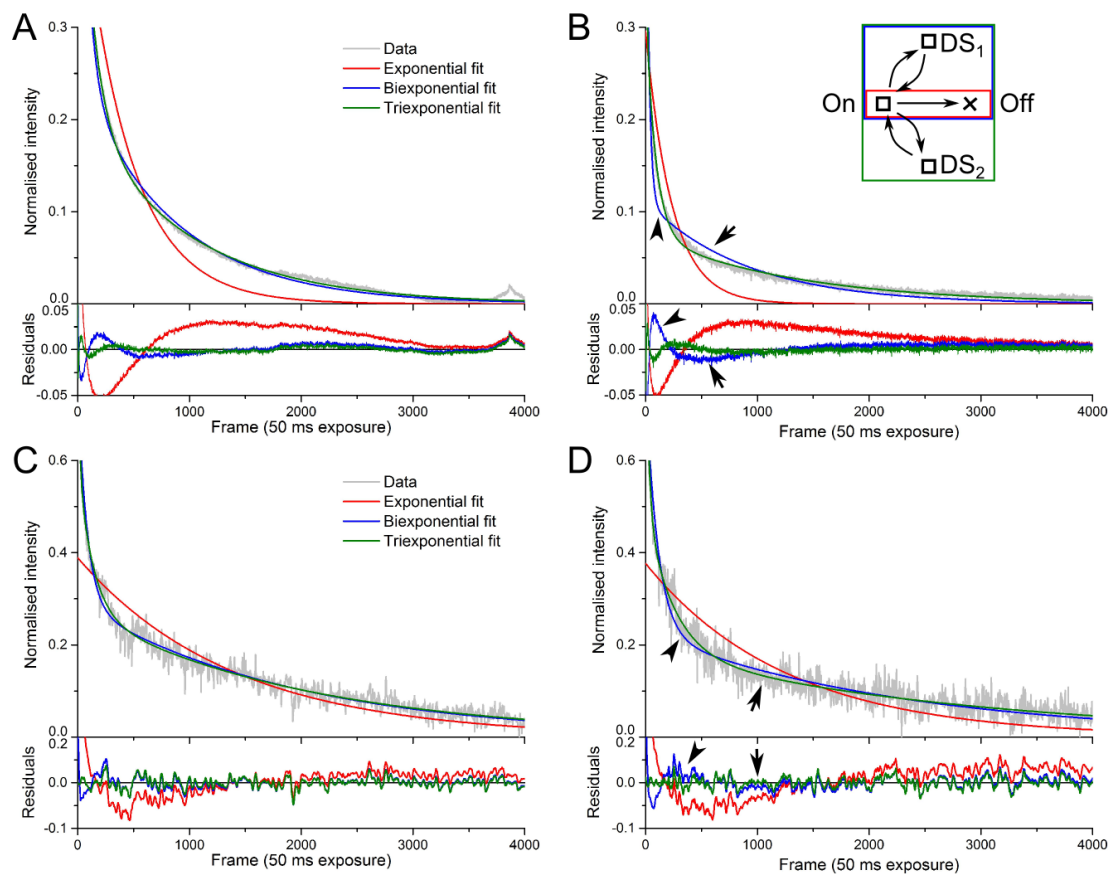 A
Normalised intensity
0.3
0.2
0.1
0.0
Data
Exponential fit
Biexponential fit
Triexponential fit
Residuals
0.05
0.00
-0.05
0
1000
2000
3000
4000
Frame (50 ms exposure)
B
Normalised intensity
0.3
0.2
0.1
0.0
DS₁
On
Off
DS₂
Residuals
0.05
0.00
-0.05
0
1000
2000
3000
4000
Frame (50 ms exposure)
C
Normalised intensity
0.6
0.4
0.2
0.0
Data
Exponential fit
Biexponential fit
Triexponential fit
Residuals
0.2
0.0
-0.1
0
1000
2000
3000
4000
Frame (50 ms exposure)
D
Normalised intensity
0.6
0.4
0.2
0.0
Residuals
0.2
0.0
-0.1
0
1000
2000
3000
4000
Frame (50 ms exposure)